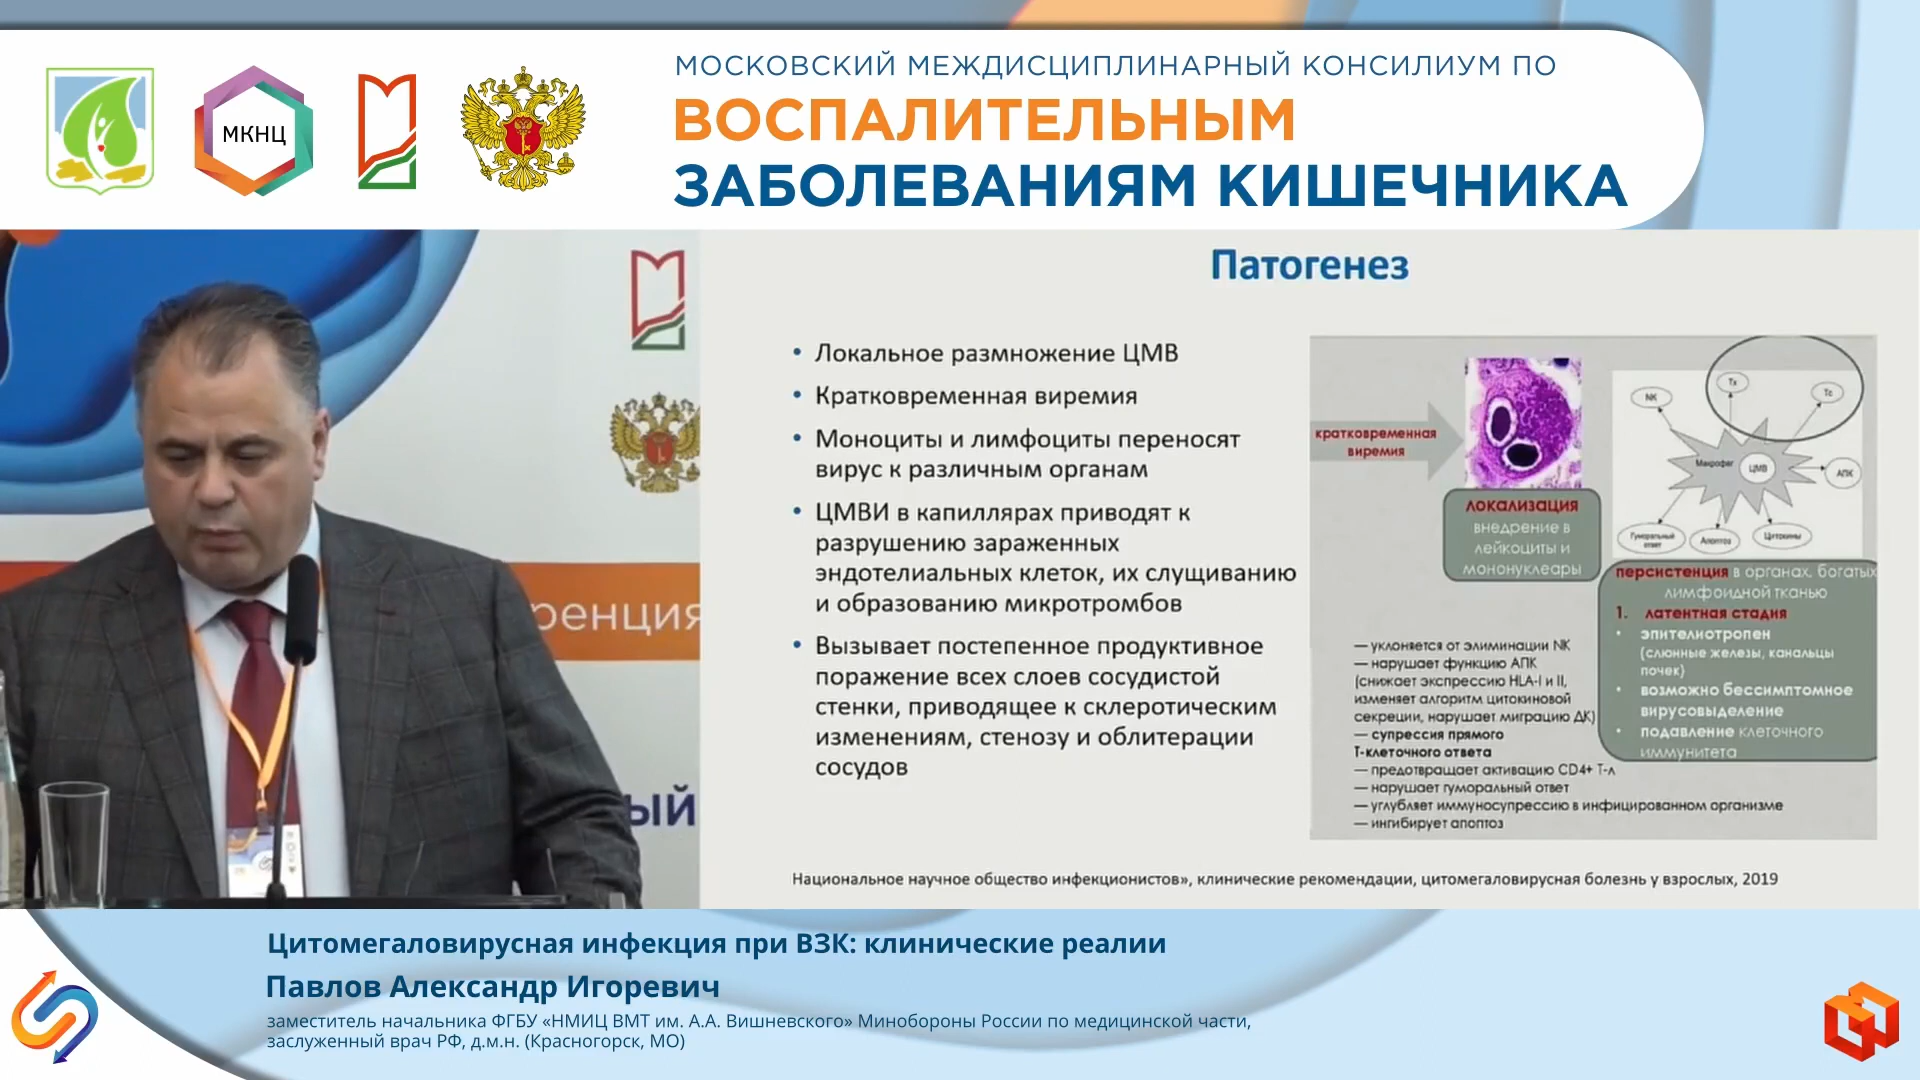 МКНЦ
МОСКОВСКИЙ МЕЖДИСЦИПЛИНАРНЫЙ КОНСИЛИУМ ПО
ВОСПАЛИТЕЛЬНЫМ
ЗАБОЛЕВАНИЯМ КИШЕЧНИКА
ренция
ый
Патогенез
• Локальное размножение ЦМВ
• Кратковременная виремия
• Моноциты и лимфоциты переносят
вирус к различным органам
• ЦМВИ в капиллярах приводят к
разрушению зараженных
эндотелиальных клеток, их слущиванию
и образованию микротромбов
• Вызывает постепенное продуктивное
поражение всех слоев сосудистой
стенки, приводящее к склеротическим
изменениям, стенозу и облитерации
сосудов
кратковременная
виремия
локализация
внедрение в
лейкоциты и
мононуклеары
NK
Тх
Тс
Макрофаг
ЦМВ
АПК
Гуморальный
ответ
Апоптоз
Цитокины
персистенция в органах, богатых
лимфоидной тканью
1. латентная стадия
• эпителиотропен
(слюнные железы, канальцы
почек)
• возможно бессимптомное
вирусовыделение
• подавление клеточного
иммунитета
— уклоняется от элиминации NK
— нарушает функцию АПК
(снижает экспрессию HLA-I и II,
изменяет алгоритм цитокиновой
секреции, нарушает миграцию ДК)
— супрессия прямого
Т-клеточного ответа
— предотвращает активацию CD4+ Т-л
— нарушает гуморальный ответ
— углубляет иммуносупрессию в инфицированном организме
— ингибирует апоптоз
Национальное научное общество инфекционистов», клинические рекомендации, цитомегаловирусная болезнь у взрослых, 2019
Цитомегаловирусная инфекция при ВЗК: клинические реалии
Павлов Александр Игоревич
заместитель начальника ФГБУ «НМИЦ ВМТ им. А.А. Вишневского» Минобороны России по медицинской части,
заслуженный врач РФ, д.м.н. (Красногорск, МО)